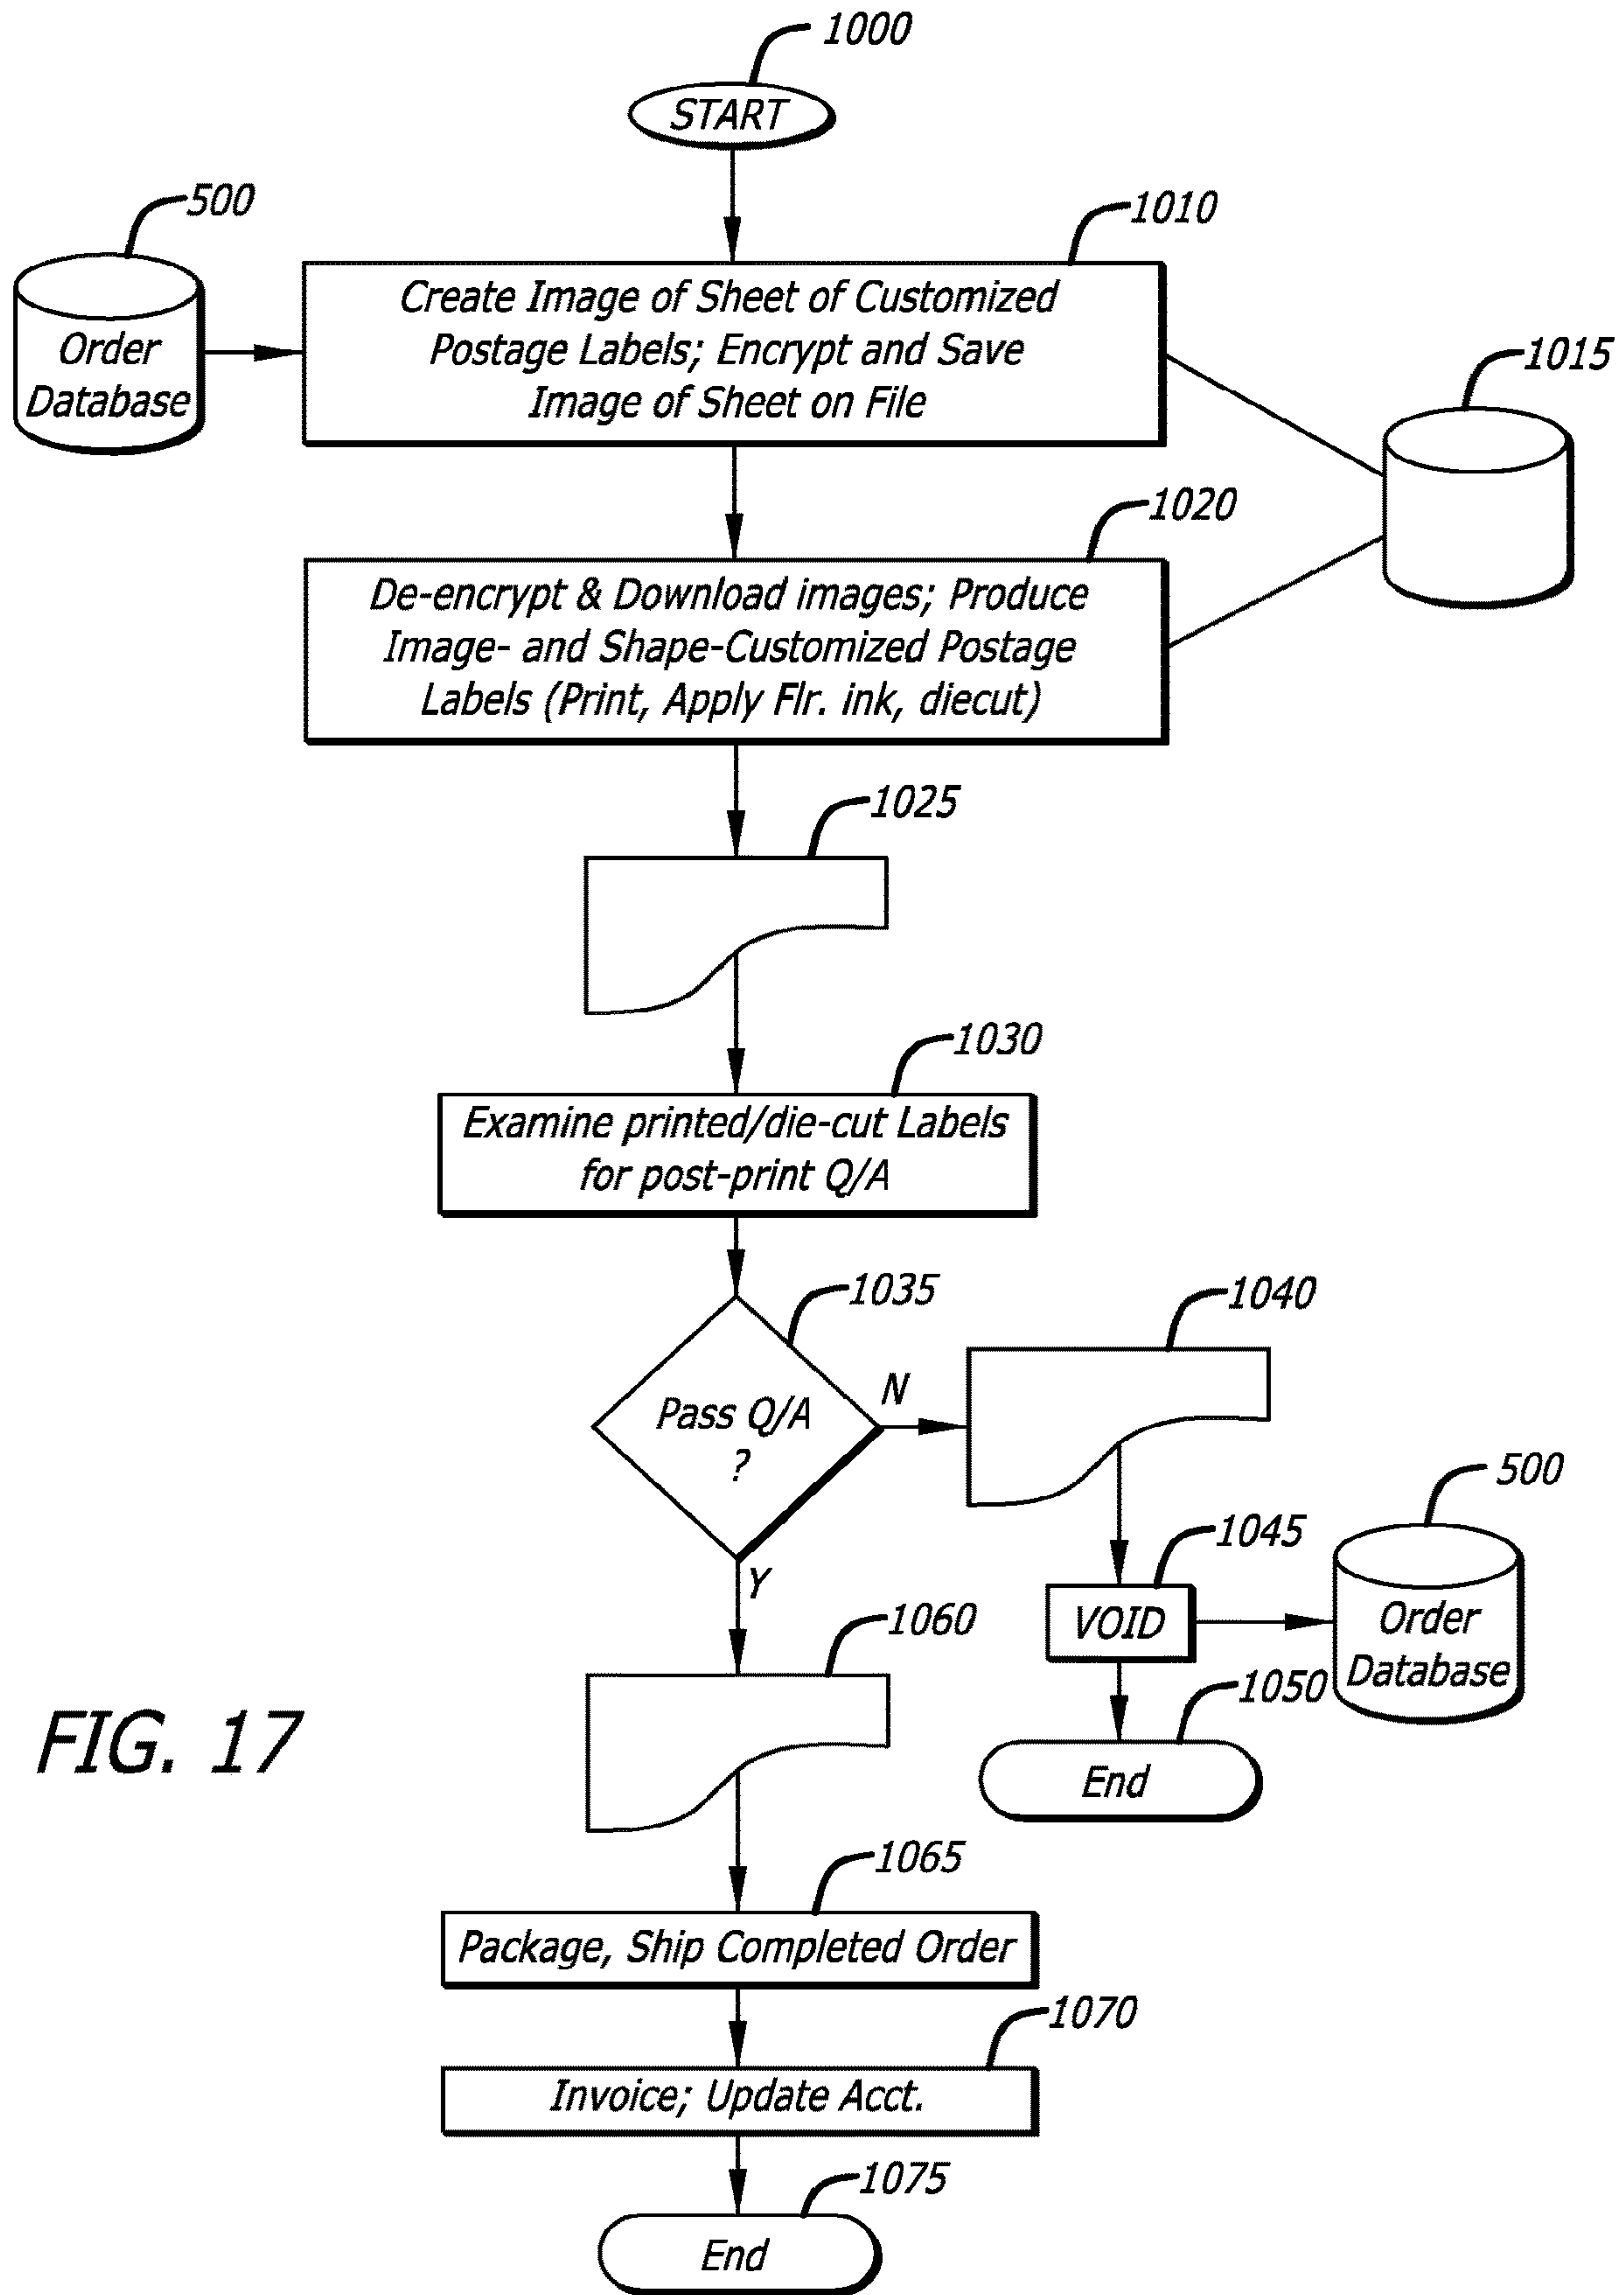 1000
START
500
1010
Order
Database
Create Image of Sheet of Customized
Postage Labels; Encrypt and Save
Image of Sheet on File
1015
1020
De-encrypt & Download images; Produce
Image- and Shape-Customized Postage
Labels (Print, Apply Flr. ink, diecut)
1025
1030
Examine printed/die-cut Labels
for post-print Q/A
1035
Pass Q/A
?
N
1040
Y
1045
VOID
500
Order
Database
1050
End
1060
FIG. 17
1065
Package, Ship Completed Order
1070
Invoice; Update Acct.
1075
End